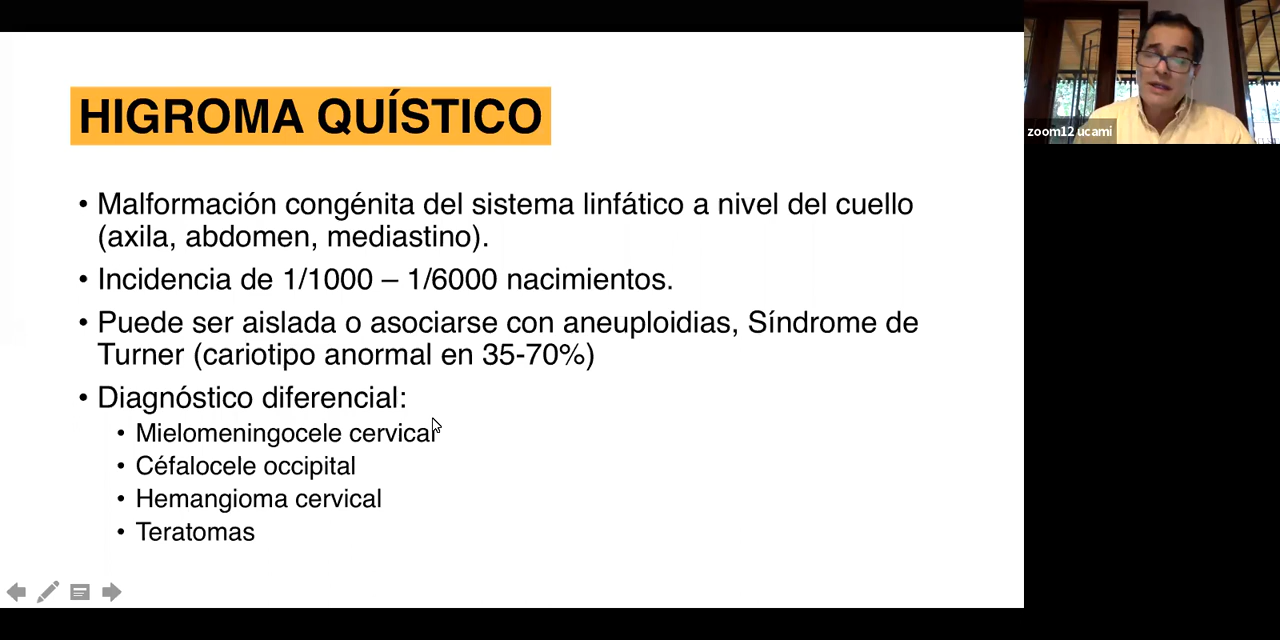 HIGROMA QUÍSTICO
• Malformación congénita del sistema linfático a nivel del cuello
(axila, abdomen, mediastino).
• Incidencia de 1/1000 – 1/6000 nacimientos.
• Puede ser aislada o asociarse con aneuploidias, Síndrome de
Turner (cariotipo anormal en 35-70%)
• Diagnóstico diferencial:
• Mielomeningocele cervical
• Céfalocele occipital
• Hemangioma cervical
• Teratomas
zoom12 ucami